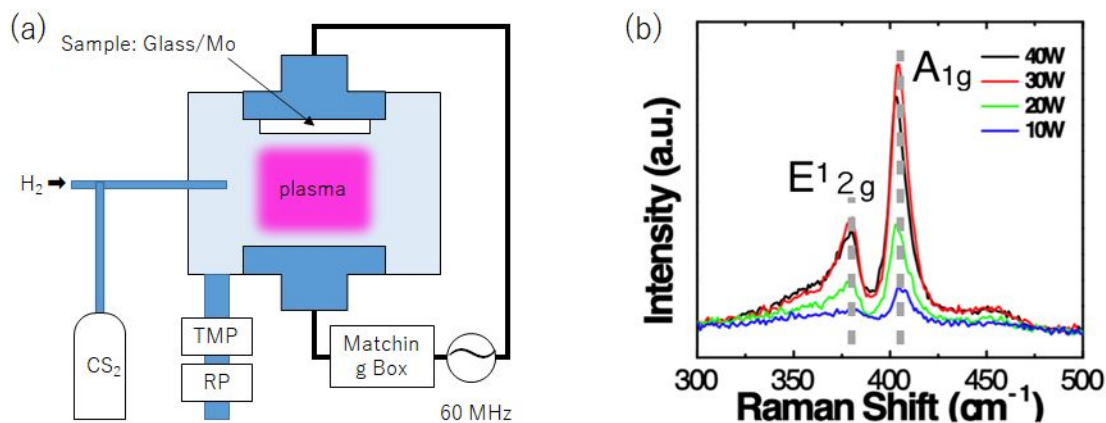 (a)
Sample: Glass/Mo
H₂
plasma
CS₂
TMP
RP
Matchin
g Box
60 MHz
(b)
Intensity (a.u.)
E¹2g
A1g
40W
30W
20W
10W
300 350 400 450 500
Raman Shift (cm⁻¹)